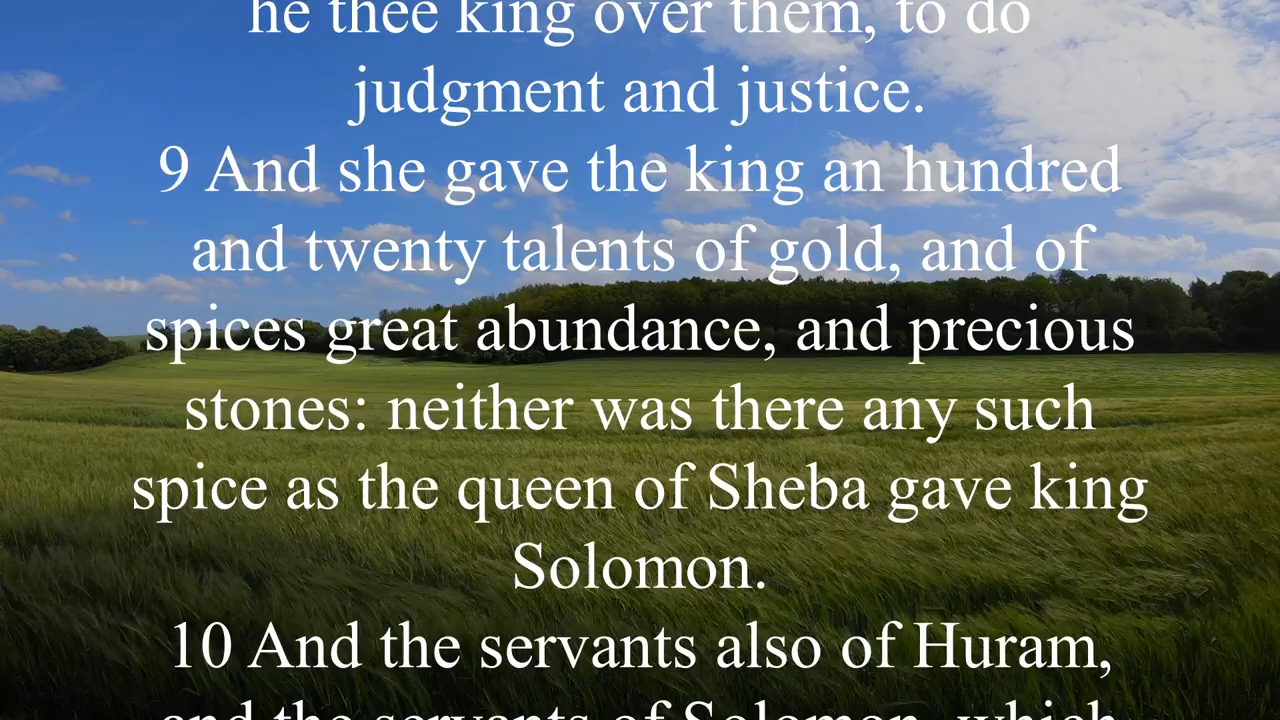 he thee king over them, to do
judgment and justice.
9 And she gave the king an hundred
and twenty talents of gold, and of
spices great abundance, and precious
stones: neither was there any such
spice as the queen of Sheba gave king
Solomon.
10 And the servants also of Huram,
and the servants of Solomon, which